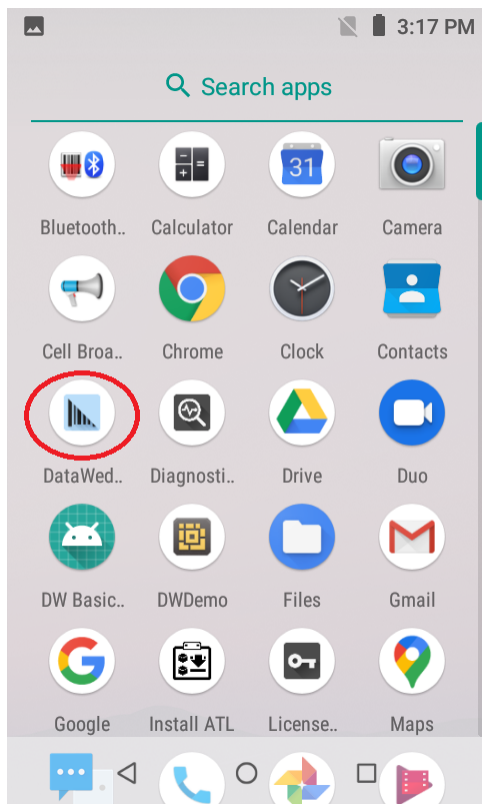 3:17 PM
Search apps
31
Bluetooth.. Calculator Calendar Camera
Cell Broa.. Chrome Clock Contacts
DataWed.. Diagnosti.. Drive Duo
DW Basic.. DWDemo Files Gmail
Google Install ATL License.. Maps